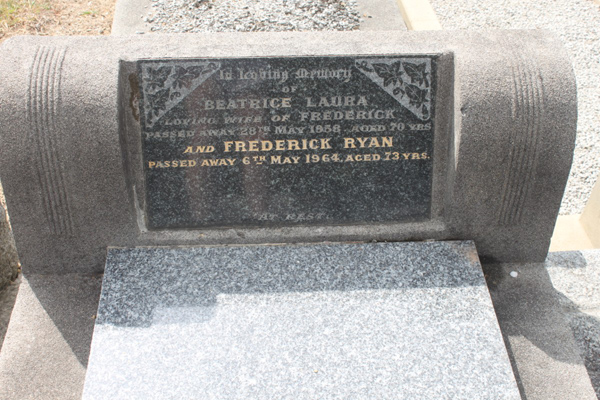 In Loving Memory
OF
BEATRICE LAURA
LOVING WIFE OF FREDERICK
PASSED AWAY 28TH MAY 1958 AGED 70 YRS
AND FREDERICK RYAN
PASSED AWAY 6TH MAY 1964, AGED 73 YRS.
"AT REST"